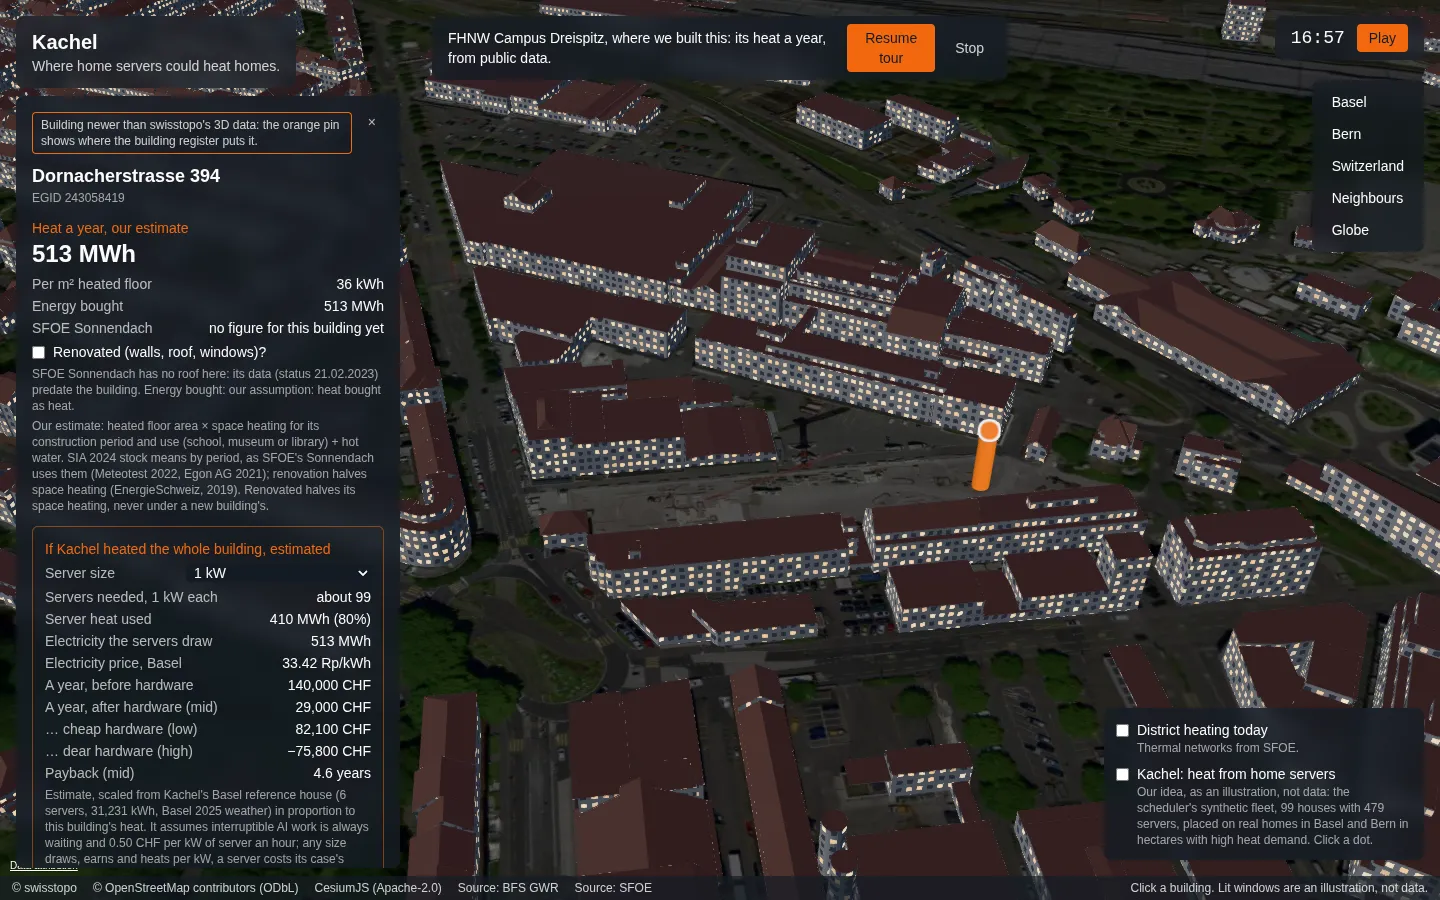 Kachel
Where home servers could heat homes.
FHNW Campus Dreispitz, where we built this: its heat a year,
from public data.
Resume
tour
Stop
16:57
Play
Basel
Bern
Switzerland
Neighbours
Globe
Building newer than swisstopo's 3D data: the orange pin
shows where the building register puts it.
×
Dornacherstrasse 394
EGID 243058419
Heat a year, our estimate
513 MWh
Per m² heated floor 36 kWh
Energy bought 513 MWh
SFOE Sonnendach no figure for this building yet
Renovated (walls, roof, windows)?
SFOE Sonnendach has no roof here: its data (status 21.02.2023)
predate the building. Energy bought: our assumption: heat bought
as heat.
Our estimate: heated floor area × space heating for its
construction period and use (school, museum or library) + hot
water. SIA 2024 stock means by period, as SFOE's Sonnendach
uses them (Meteotest 2022, Egon AG 2021); renovation halves
space heating (EnergieSchweiz, 2019). Renovated halves its
space heating, never under a new building's.
If Kachel heated the whole building, estimated
Server size 1 kW
Servers needed, 1 kW each about 99
Server heat used 410 MWh (80%)
Electricity the servers draw 513 MWh
Electricity price, Basel 33.42 Rp/kWh
A year, before hardware 140,000 CHF
A year, after hardware (mid) 29,000 CHF
… cheap hardware (low) 82,100 CHF
… dear hardware (high) −75,800 CHF
Payback (mid) 4.6 years
Estimate, scaled from Kachel's Basel reference house (6
servers, 31,231 kWh, Basel 2025 weather) in proportion to
this building's heat. It assumes interruptible AI work is always
waiting and 0.50 CHF per kW of server an hour; any size
draws, earns and heats per kW, a server costs its case's
District heating today
Thermal networks from SFOE.
Kachel: heat from home servers
Our idea, as an illustration, not data: the
scheduler's synthetic fleet, 99 houses with 479
servers, placed on real homes in Basel and Bern in
hectares with high heat demand. Click a dot.
© swisstopo © OpenStreetMap contributors (ODbL) CesiumJS (Apache-2.0) Source: BFS GWR Source: SFOE
Click a building. Lit windows are an illustration, not data.